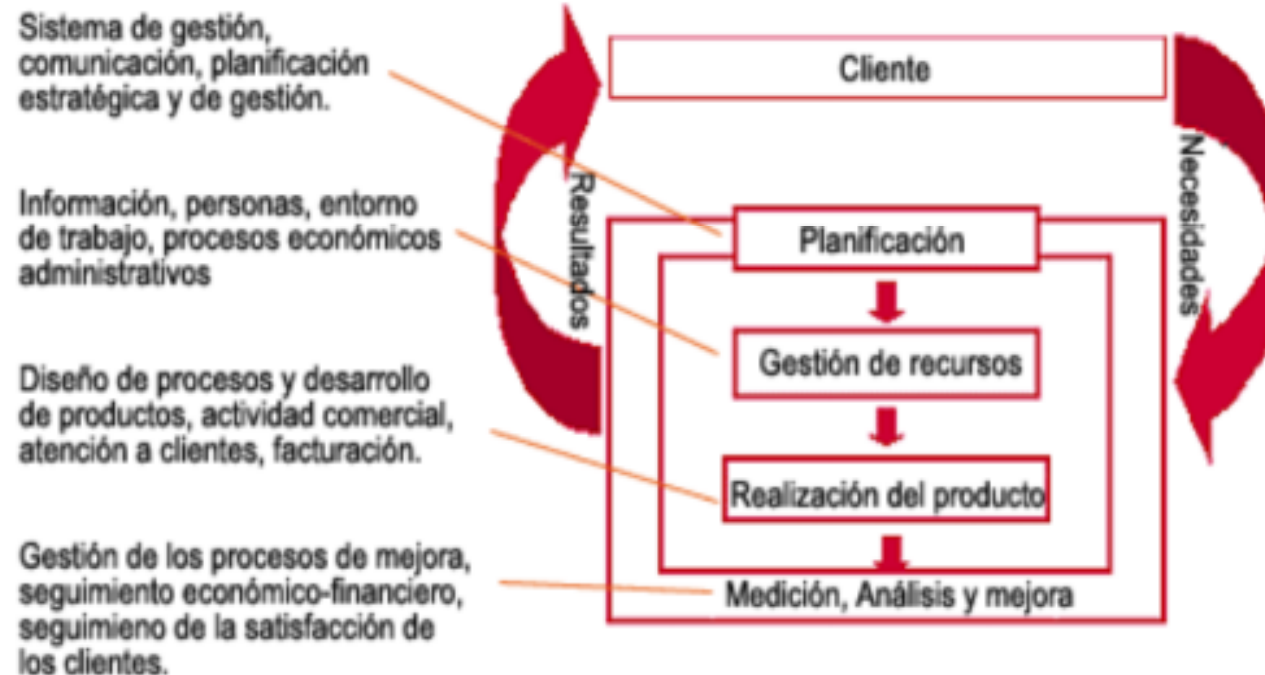 Sistema de gestión,
comunicación, planificación
estratégica y de gestión.
Información, personas, entorno
de trabajo, procesos económicos
administrativos
Diseño de procesos y desarrollo
de productos, actividad comercial,
atención a clientes, facturación.
Gestión de los procesos de mejora,
seguimiento económico-financiero,
seguimieno de la satisfacción de
los clientes.
Cliente
Resultados
Necesidades
Planificación
Gestión de recursos
Realización del producto
Medición, Análisis y mejora